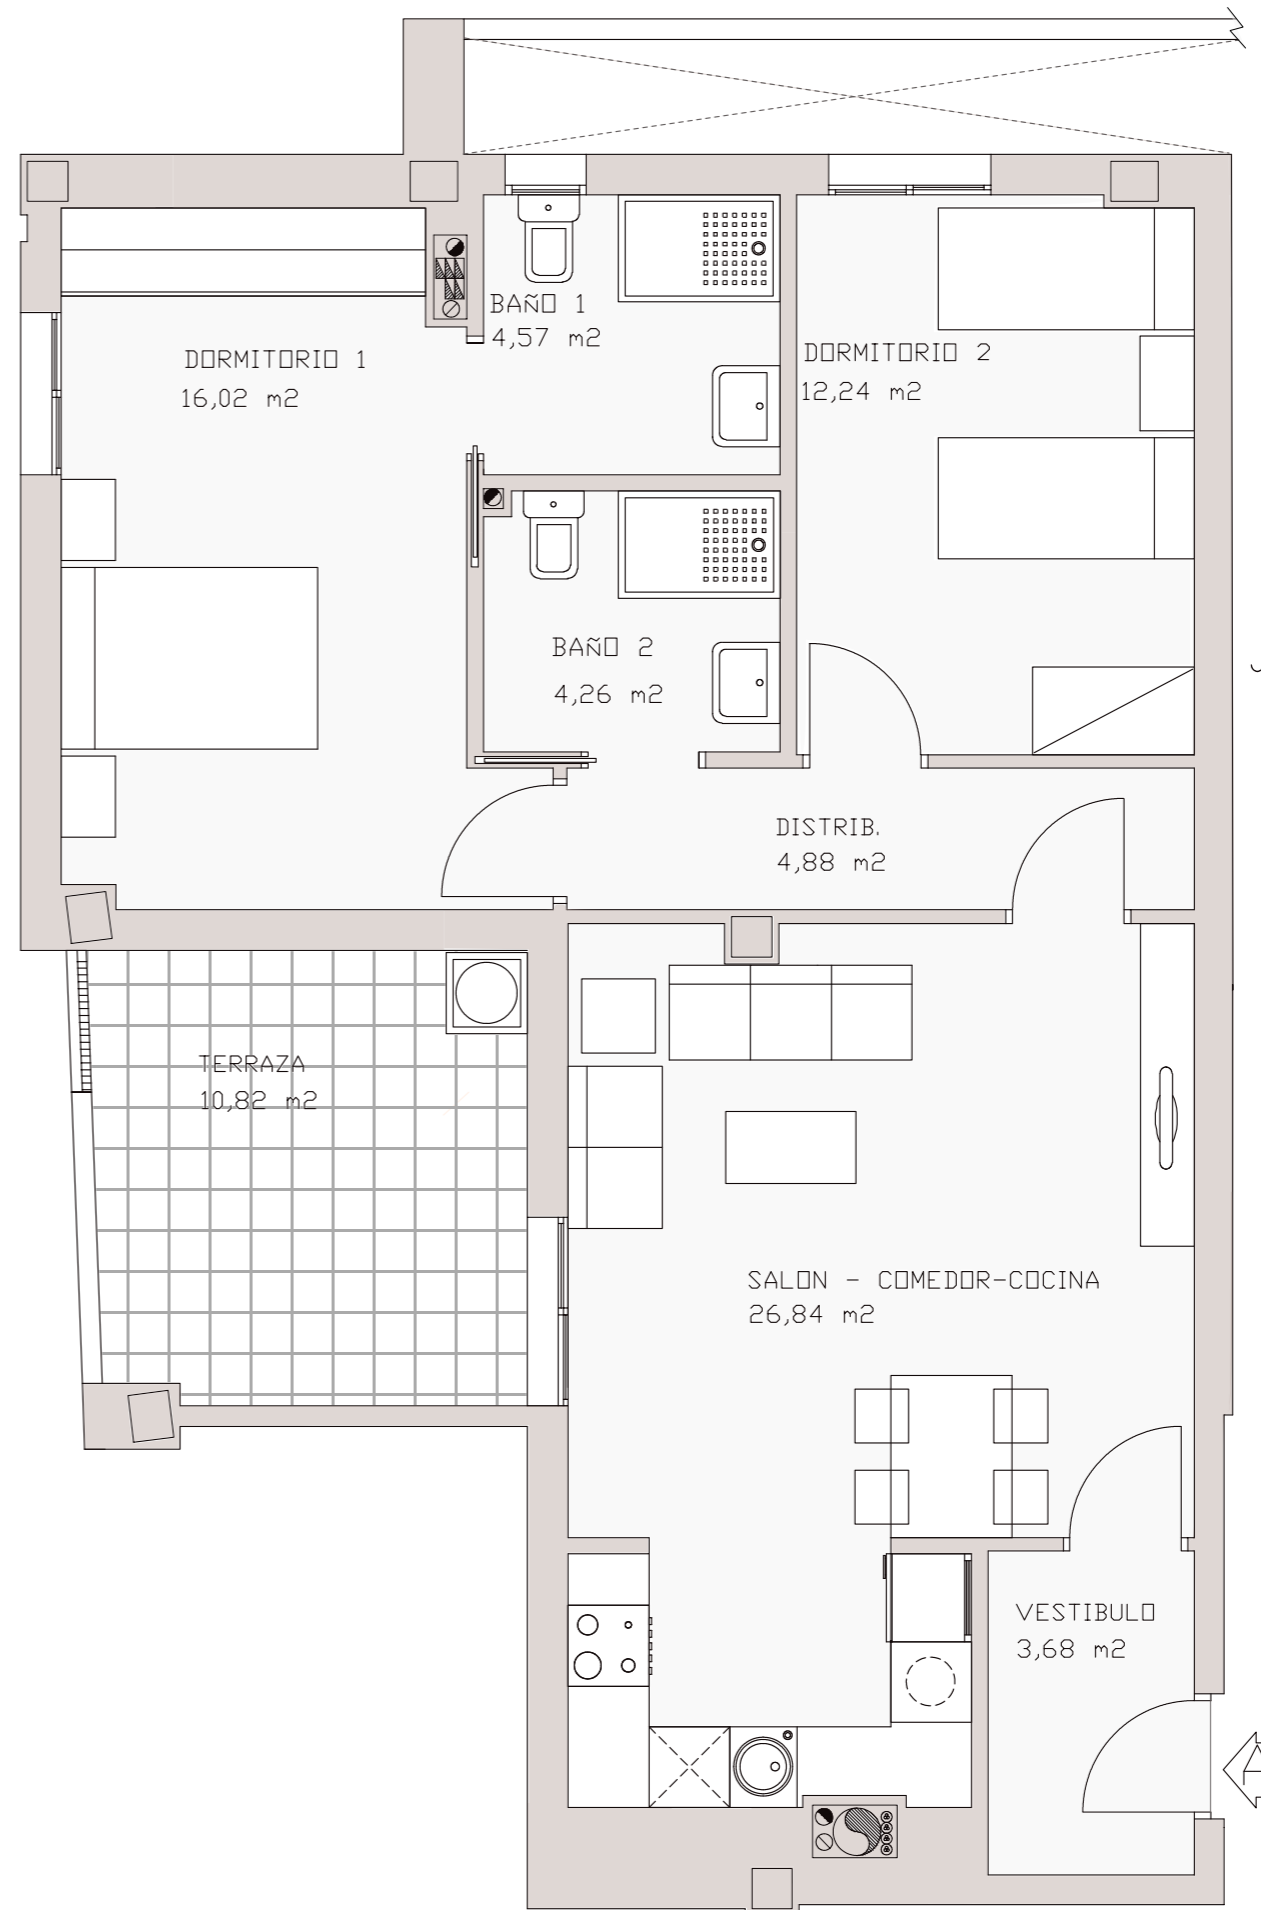 BAÑO 1
4,57 m2
DORMITORIO 1
16,02 m2
DORMITORIO 2
12,24 m2
BAÑO 2
4,26 m2
DISTRIB.
4,88 m2
TERRAZA
10,82 m2
SALON - COMEDOR-COCINA
26,84 m2
VESTIBULO
3,68 m2
A